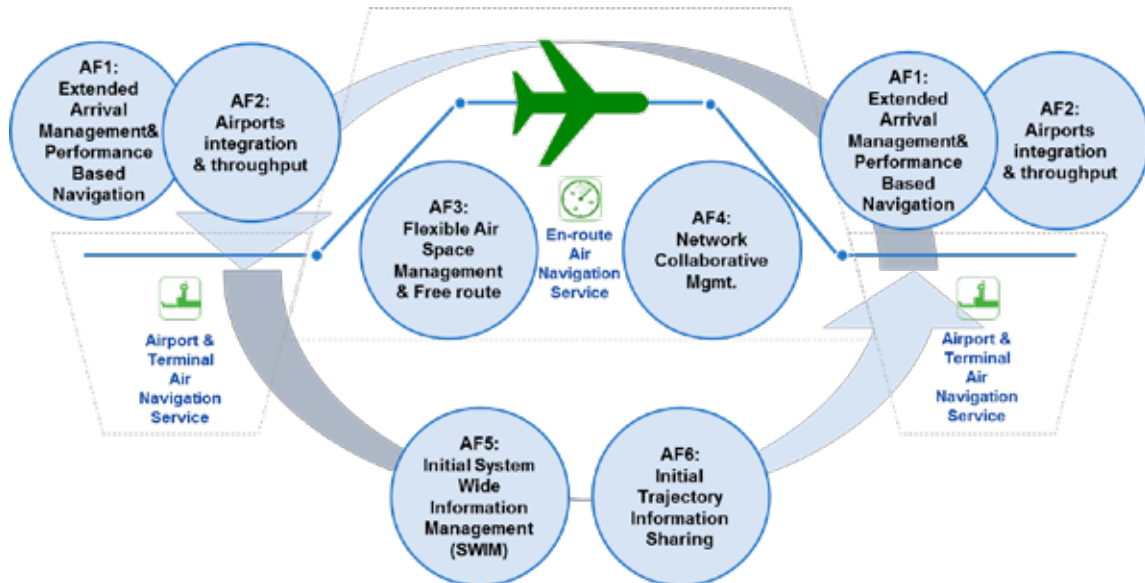 AF1:
Extended
Arrival
Management&
Performance
Based
Navigation
AF2:
Airports
integration
& throughput
AF1:
Extended
Arrival
Management&
Performance
Based
Navigation
AF2:
Airports
integration
& throughput
AF3:
Flexible Air
Space
Management
& Free route
En-route
Air
Navigation
Service
AF4:
Network
Collaborative
Mgmt.
Airport &
Terminal
Air
Navigation
Service
Airport &
Terminal
Air
Navigation
Service
AF5:
Initial System
Wide
Information
Management
(SWIM)
AF6:
Initial
Trajectory
Information
Sharing